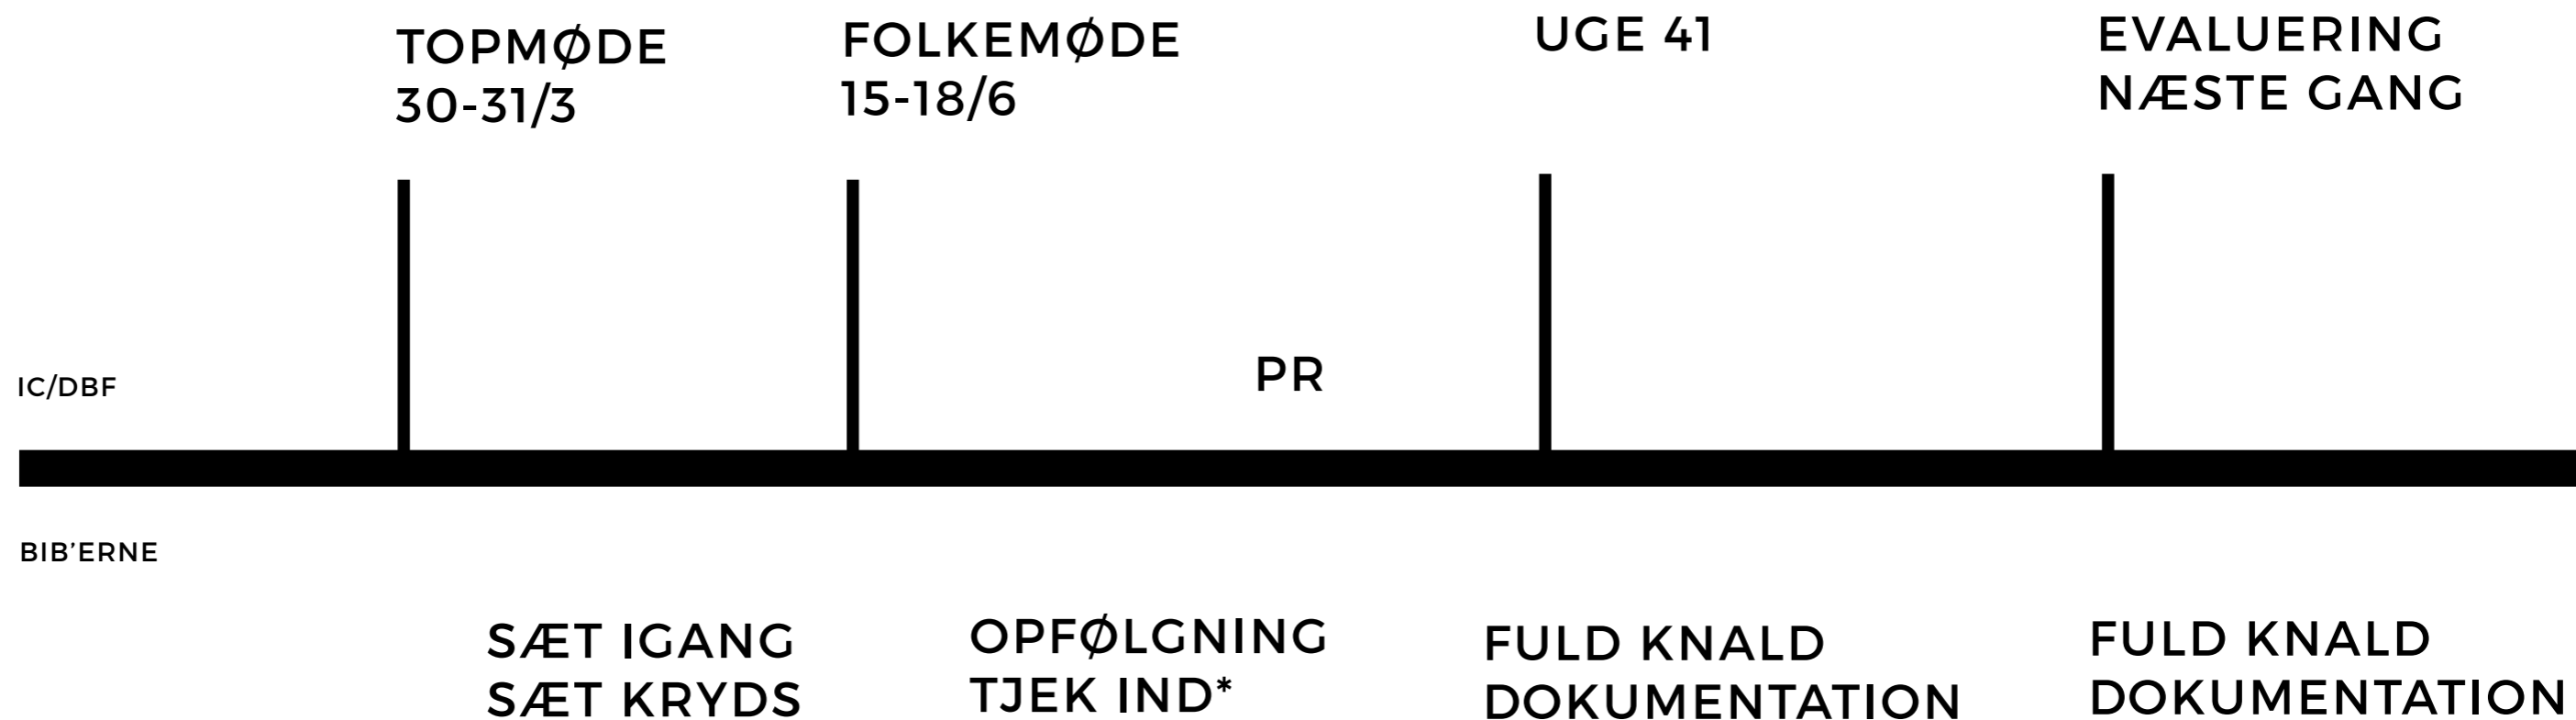 TOPMØDE
30-31/3
FOLKEMØDE
15-18/6
UGE 41
EVALUERING
NÆSTE GANG
IC/DBF
PR
BIB’ERNE
SÆT IGANG
SÆT KRYDS
OPFØLGNING
TJEK IND*
FULD KNALD
DOKUMENTATION
FULD KNALD
DOKUMENTATION